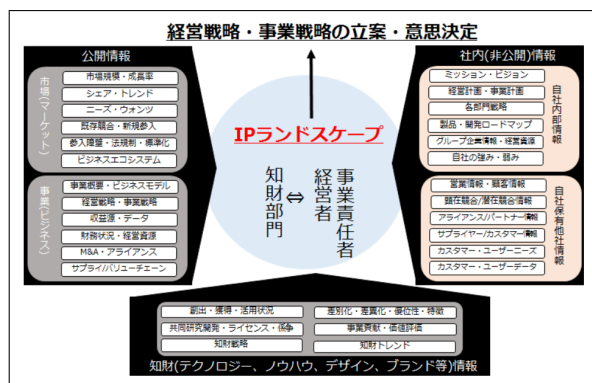 経営戦略・事業戦略の立案・意思決定
公開情報
市場(マーケット)
市場規模・成長率
シェア・トレンド
ニーズ・ウォンツ
既存競合・新規参入
参入障壁・法規制・標準化
ビジネスエコシステム
事業(ビジネス)
事業概要・ビジネスモデル
経営戦略・事業戦略
収益源・データ
財務状況・経営資源
M&A・アライアンス
サプライ/バリューチェーン
IPランドスケープ
知財部門
⇔
経営者
事業責任者
社内(非公開)情報
ミッション・ビジョン
経営計画・事業計画
各部門戦略
製品・開発ロードマップ
グループ企業情報・経営資源
自社の強み・弱み
自社内部情報
営業情報・顧客情報
顕在競合/潜在競合情報
アライアンス/パートナー情報
サプライヤー/カスタマー情報
カスタマー・ユーザーニーズ
カスタマー・ユーザーデータ
自社保有他社情報
創出・獲得・活用状況
共同研究開発・ライセンス・係争
知財戦略
差別化・差異化・優位性・特徴
事業貢献・価値評価
知財トレンド
知財(テクノロジー、ノウハウ、デザイン、ブランド等)情報